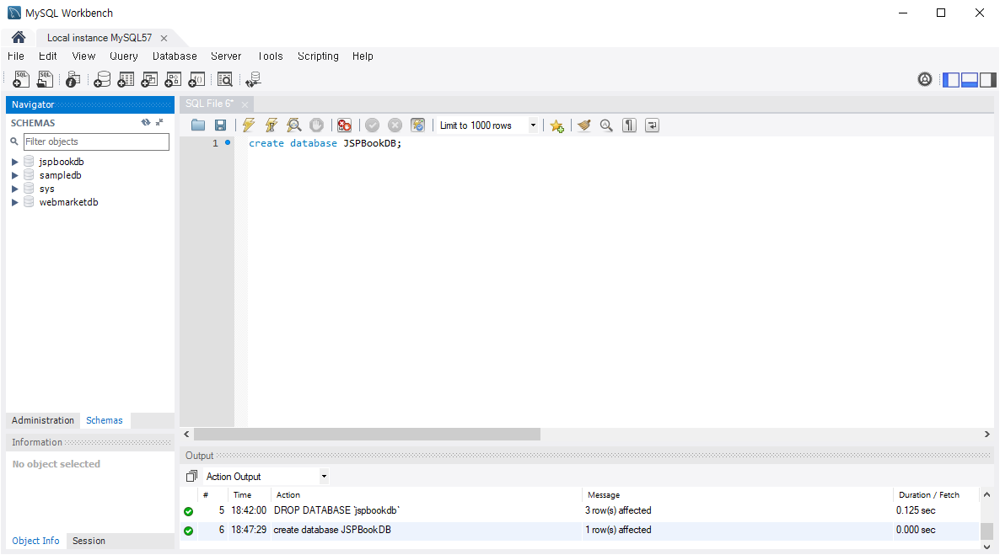 MySQL Workbench
Local instance MySQL57
File Edit View Query Database Server Tools Scripting Help
Navigator
SCHEMAS
Filter objects
jspbookdb
sampledb
sys
webmarketdb
Administration Schemas
Information
No object selected
Object Info Session
SQL File 6*
Limit to 1000 rows
1 create database JSPBookDB;
Output
Action Output
# Time Action Message Duration / Fetch
5 18:42:00 DROP DATABASE `jspbookdb` 3 row(s) affected 0.125 sec
6 18:47:29 create database JSPBookDB 1 row(s) affected 0.000 sec